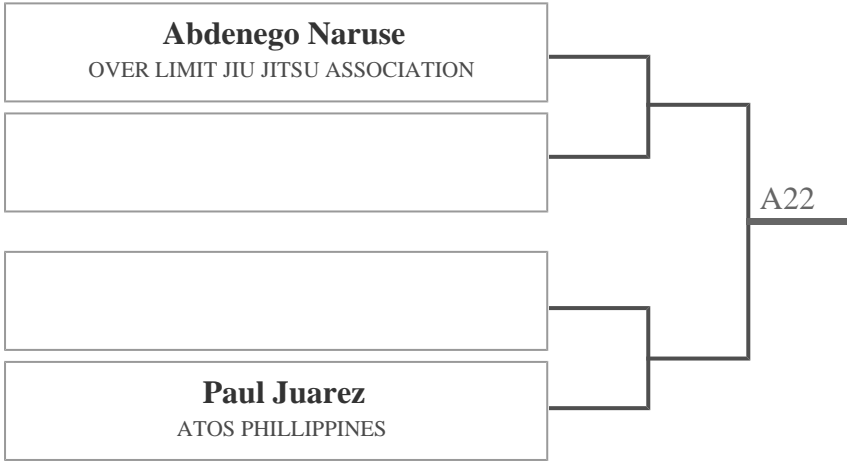 Abdenego Naruse
OVER LIMIT JIU JITSU ASSOCIATION
A22
Paul Juarez
ATOS PHILLIPPINES